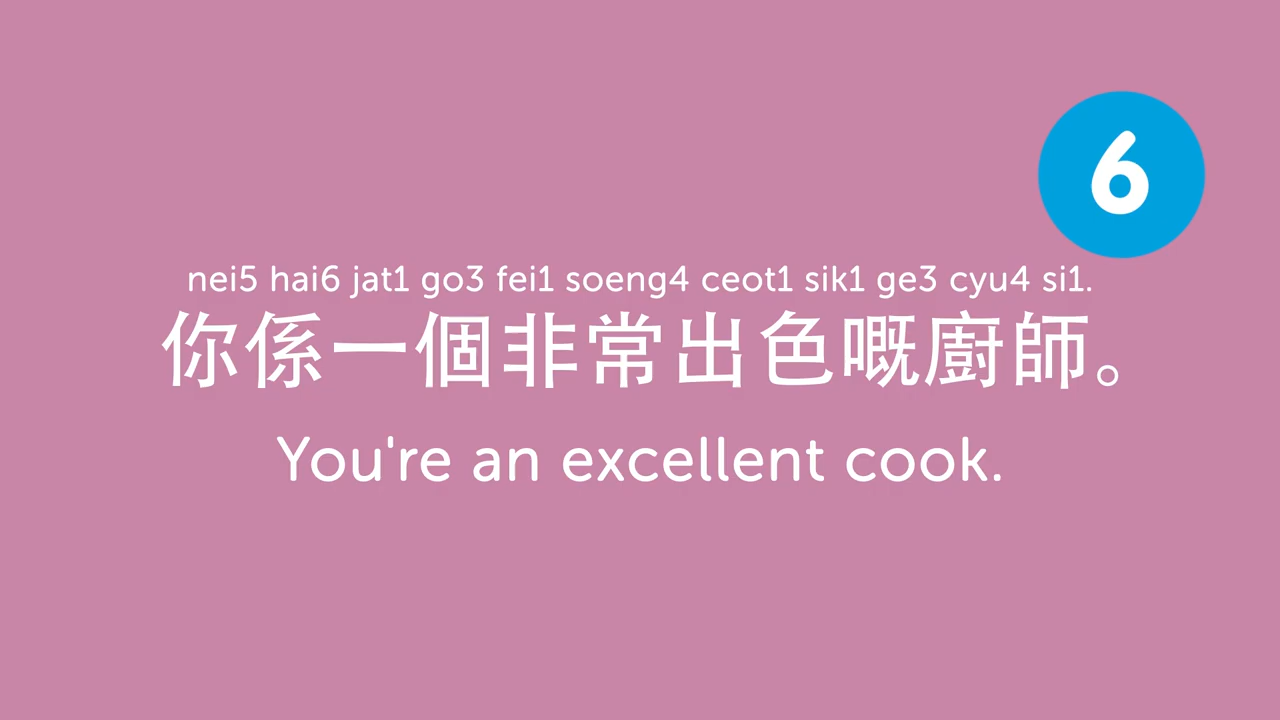 6
nei5 hai6 jat1 go3 fei1 soeng4 ceot1 sik1 ge3 cyu4 si1.
你係一個非常出色嘅廚師。
You're an excellent cook.